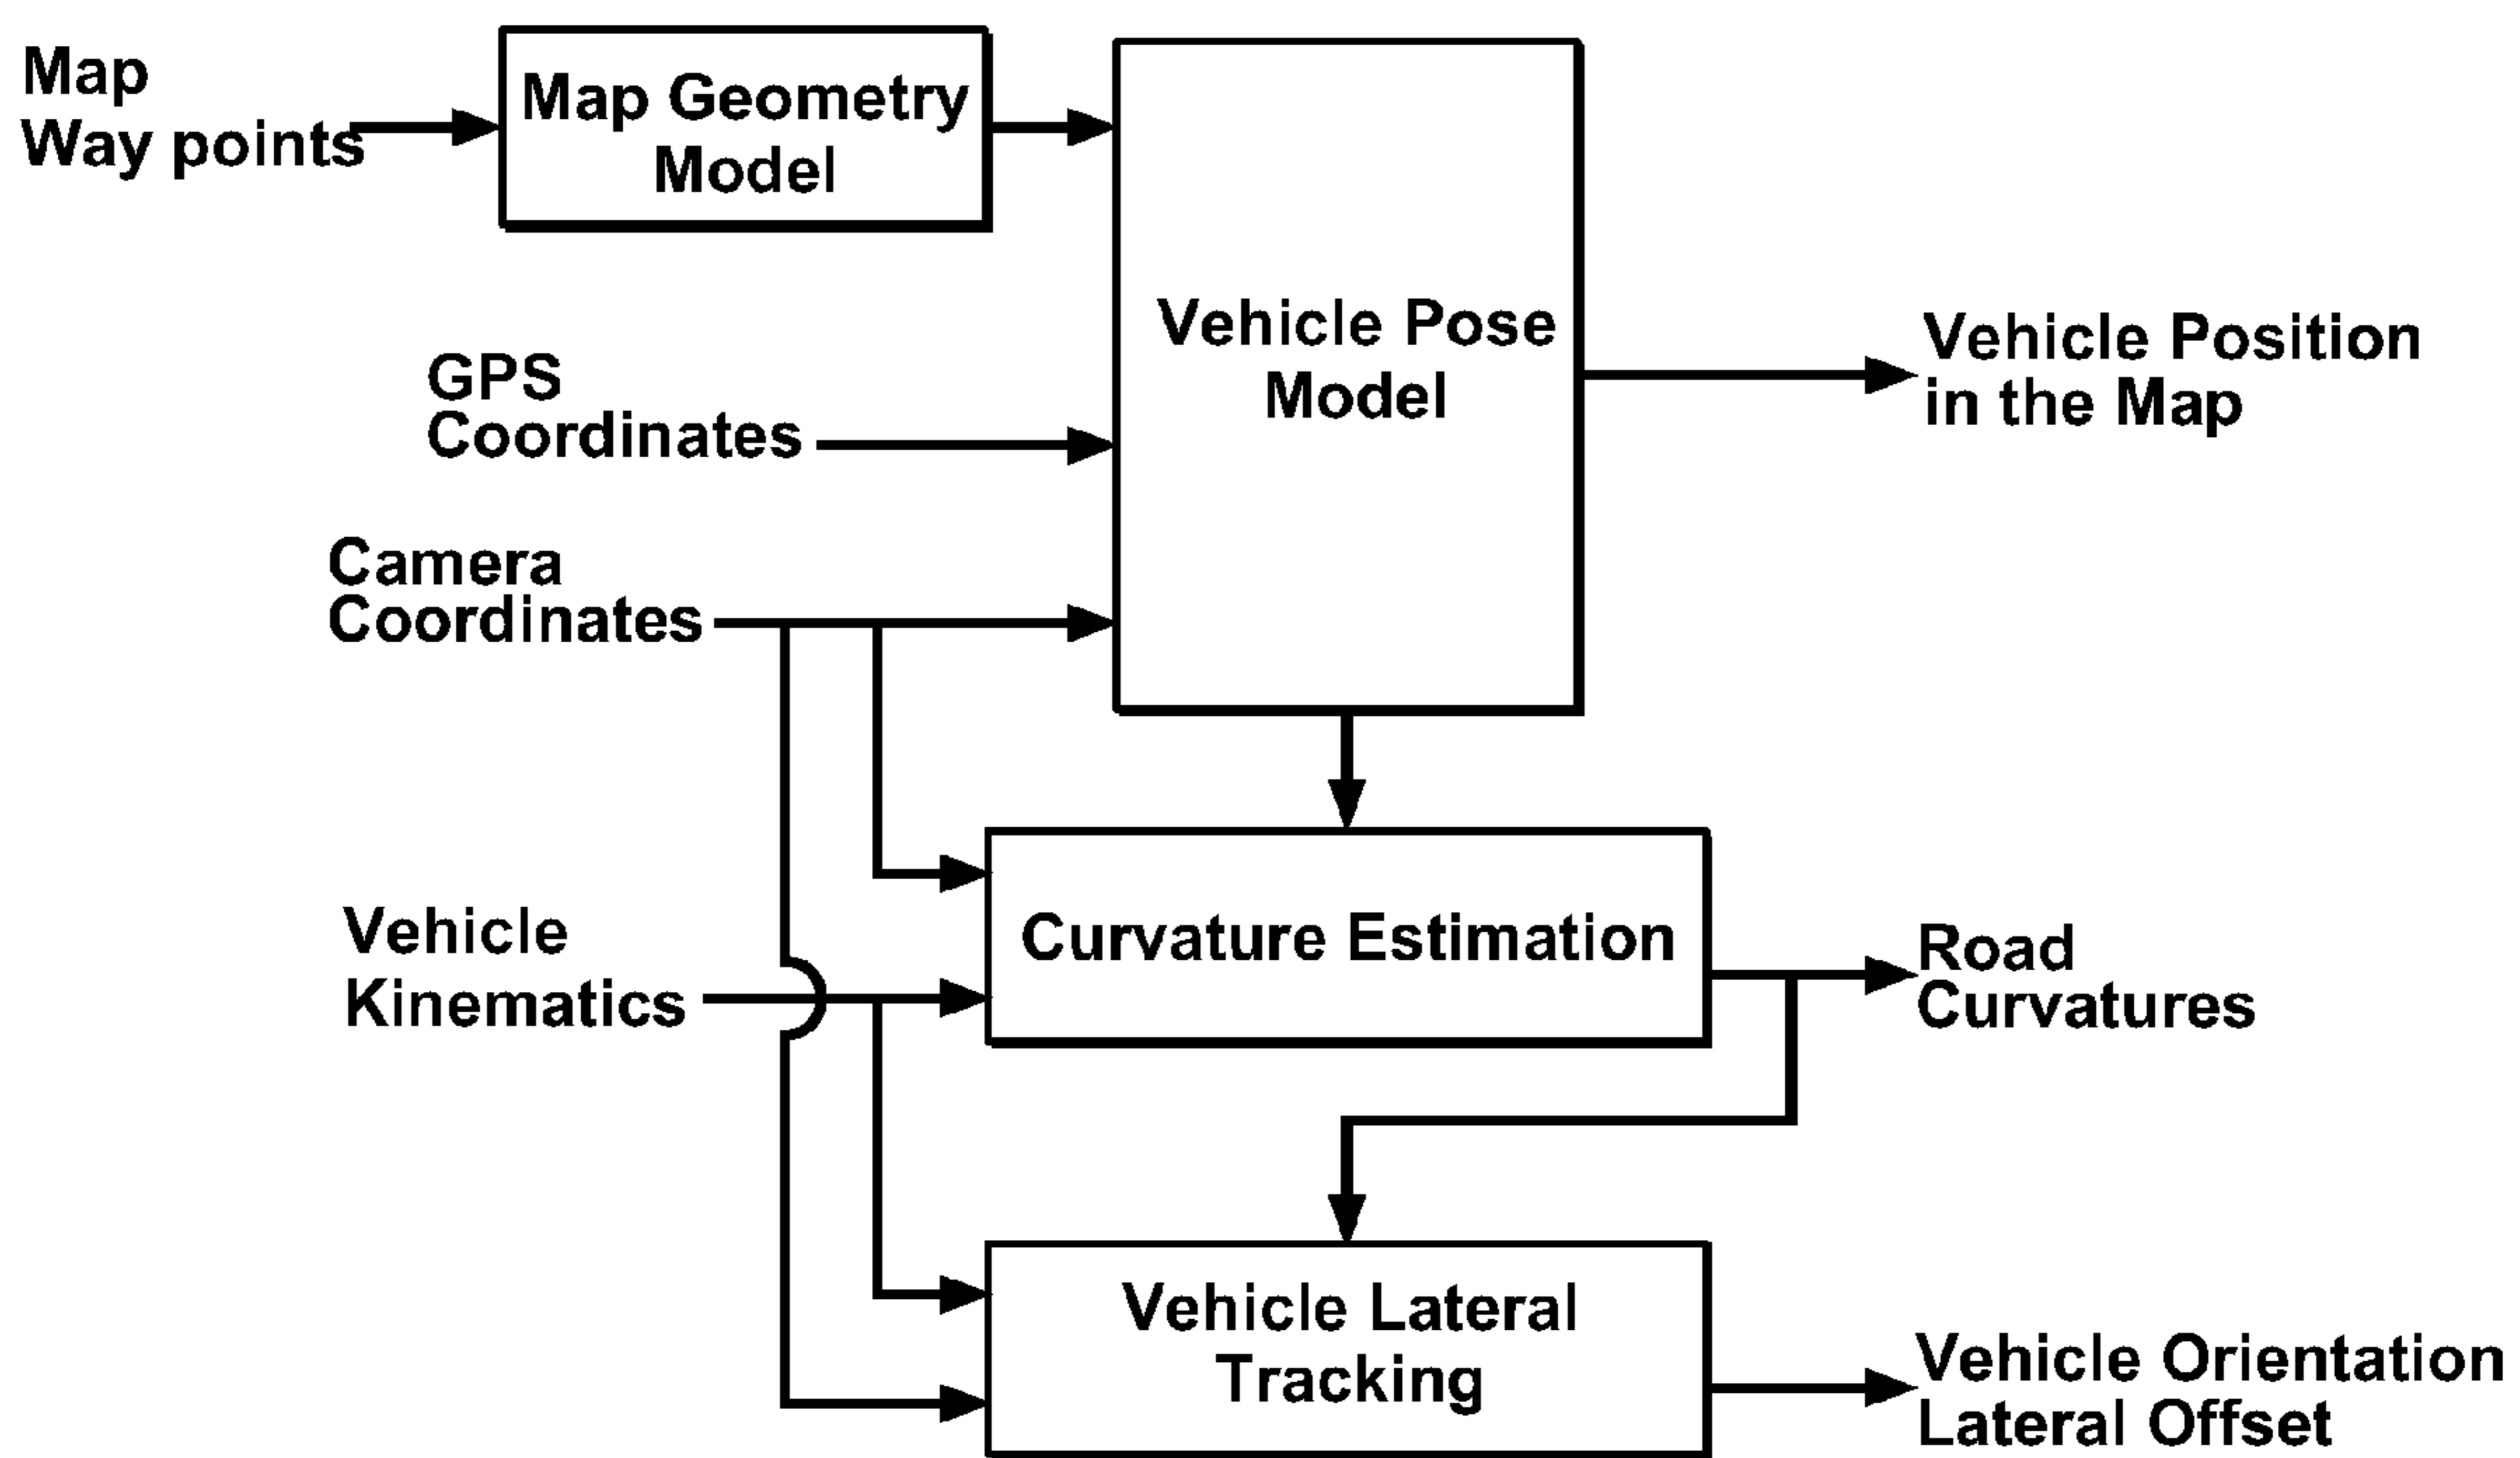 Map
Way points
Map Geometry
Model
Vehicle Pose
Model
GPS
Coordinates
Vehicle Position
in the Map
Camera
Coordinates
Vehicle
Kinematics
Curvature Estimation
Road
Curvatures
Vehicle Lateral
Tracking
Vehicle Orientation
Lateral Offset